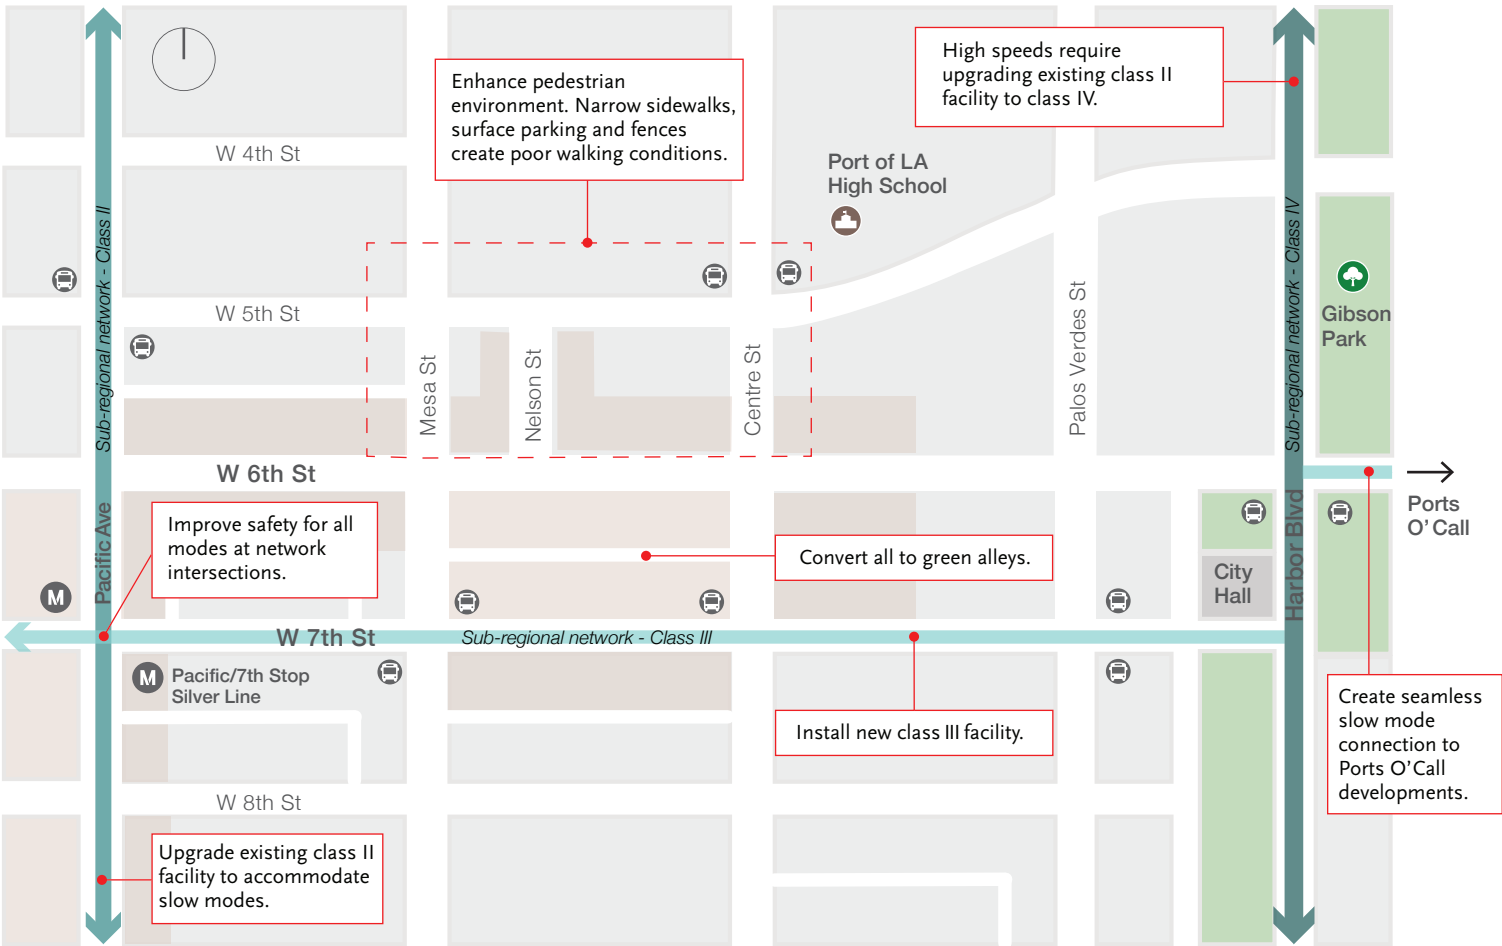 High speeds require
upgrading existing class II
facility to class IV.
Enhance pedestrian
environment. Narrow sidewalks,
surface parking and fences
create poor walking conditions.
W 4th St
Port of LA
High School
Sub-regional network - Class II
Sub-regional network - Class IV
W 5th St
Gibson
Park
Mesa St
Nelson St
Centre St
Palos Verdes St
W 6th St
Ports
O'Call
Pacific Ave
Improve safety for all
modes at network
intersections.
Convert all to green alleys.
City
Hall
Harbor Blvd
M
W 7th St
Sub-regional network - Class III
M
Pacific/7th Stop
Silver Line
Install new class III facility.
Create seamless
slow mode
connection to
Ports O'Call
developments.
W 8th St
Upgrade existing class II
facility to accommodate
slow modes.